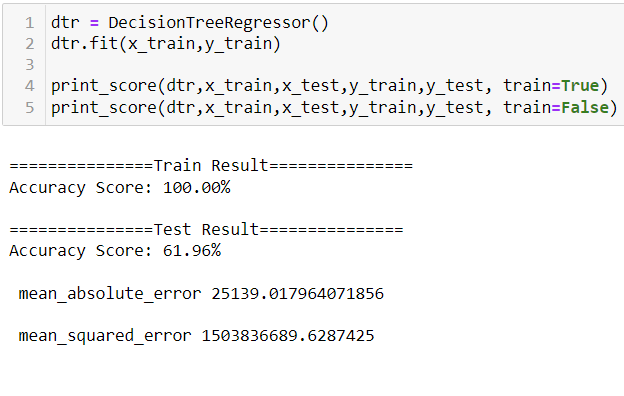 1 dtr = DecisionTreeRegressor()
2 dtr.fit(x_train,y_train)
3
4 print_score(dtr,x_train,x_test,y_train,y_test, train=True)
5 print_score(dtr,x_train,x_test,y_train,y_test, train=False)
===============Train Result===============
Accuracy Score: 100.00%
===============Test Result===============
Accuracy Score: 61.96%
mean_absolute_error 25139.017964071856
mean_squared_error 1503836689.6287425